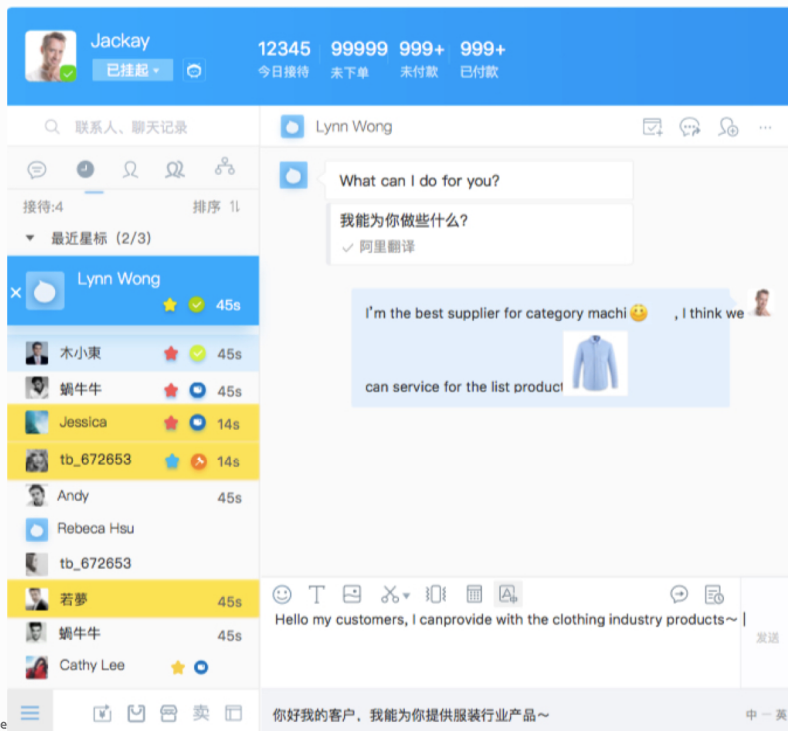 Jackay
已挂起
12345 99999 999+ 999+
今日接待 未下单 未付款 已付款
联系人、聊天记录
Lynn Wong
接待:4 排序
最近星标 (2/3)
Lynn Wong
45s
木小東 45s
蝸牛牛 45s
Jessica 14s
tb_672653 14s
Andy 45s
Rebeca Hsu
tb_672653
若夢 45s
蝸牛牛 45s
Cathy Lee
卖
What can I do for you?
我能为你做些什么?
阿里翻译
I'm the best supplier for category machi , I think we
can service for the list product
Hello my customers, I canprovide with the clothing industry products~
发送
你好我的客户，我能为你提供服装行业产品~
中 一 英
e